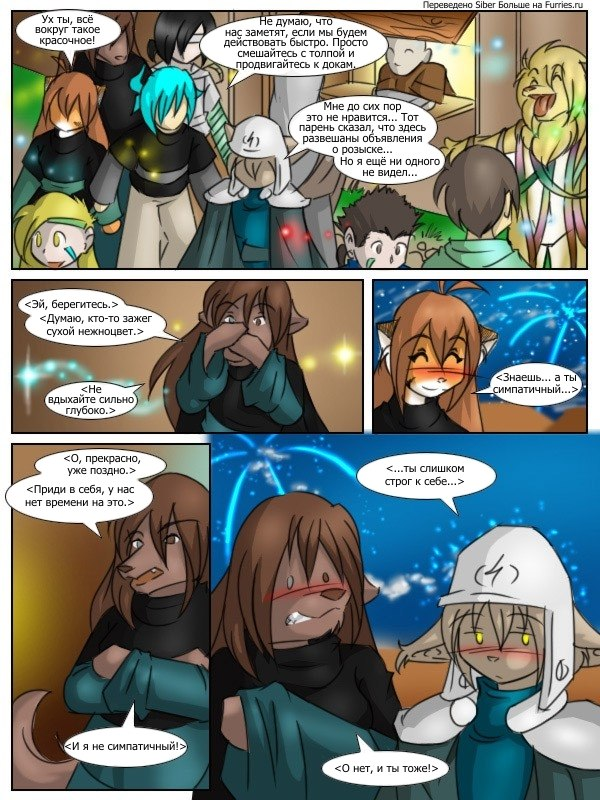 Переведено Siber Больше на Furries.ru
Ух ты, всё
вокруг такое
красочное!
Не думаю, что
нас заметят, если мы будем
действовать быстро. Просто
смешайтесь с толпой и
продвигайтесь к докам.
Мне до сих пор
это не нравится... Тот
парень сказал, что здесь
развешаны объявления
о розыске...
Но я ещё ни одного
не видел...
<Эй, берегитесь.>
<Думаю, кто-то зажег
сухой нежноцвет.>
<Не
вдыхайте сильно
глубоко.>
<Знаешь... а ты
симпатичный...>
<О, прекрасно,
уже поздно.>
<Приди в себя, у нас
нет времени на это.>
<И я не симпатичный!>
<...ты слишком
строг к себе...>
<О нет, и ты тоже!>